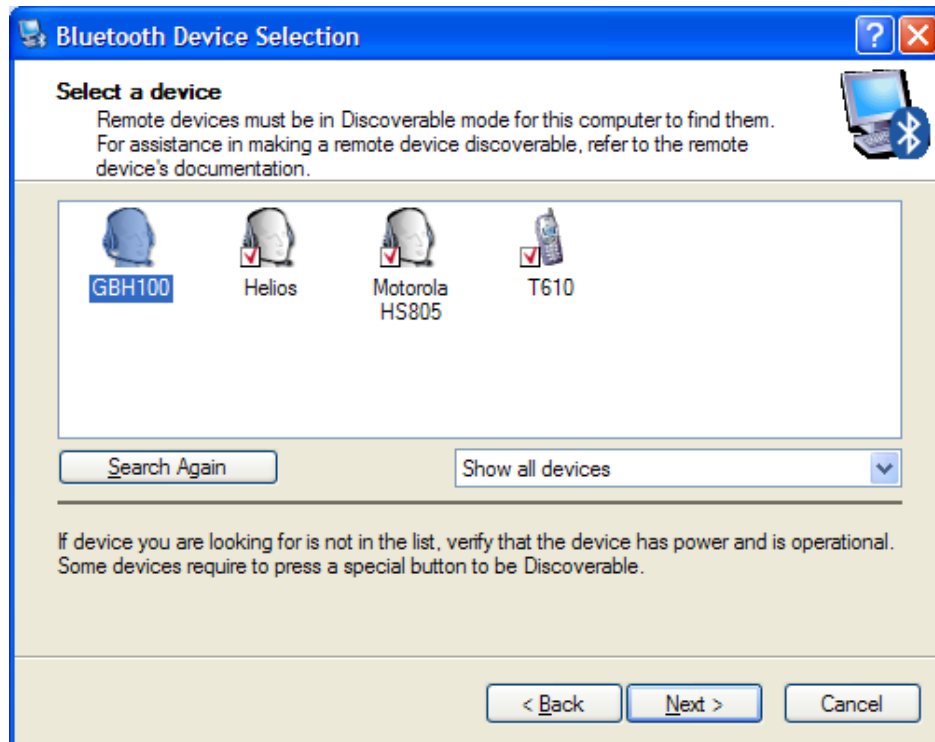 Bluetooth Device Selection
Select a device
Remote devices must be in Discoverable mode for this computer to find them.
For assistance in making a remote device discoverable, refer to the remote
device's documentation.
GBH100
Helios
Motorola
HS805
T610
Search Again
Show all devices
If device you are looking for is not in the list, verify that the device has power and is operational.
Some devices require to press a special button to be Discoverable.
< Back
Next >
Cancel